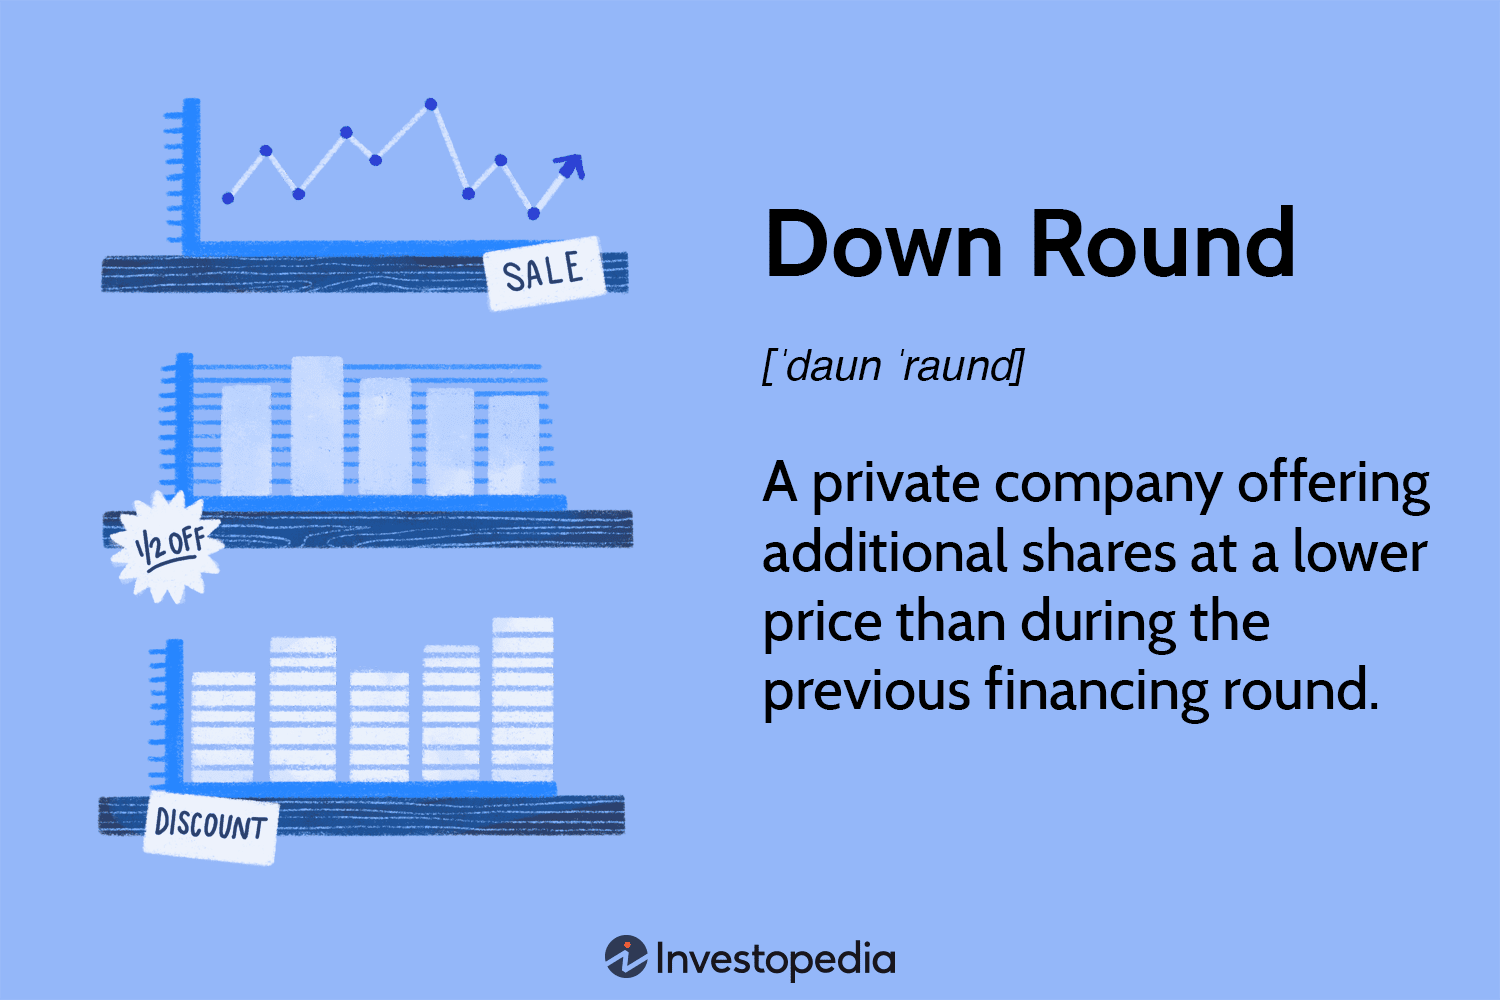 SALE
1/2 OFF
DISCOUNT
Down Round
[ˈdaun ˈraund]
A private company offering
additional shares at a lower
price than during the
previous financing round.
Investopedia